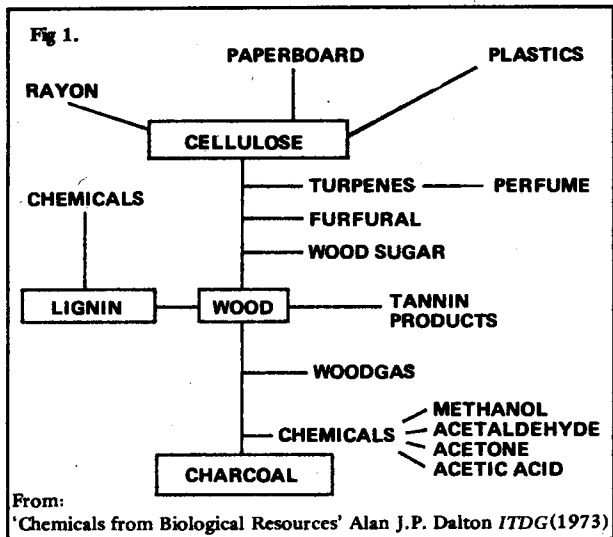 Fig 1.
PAPERBOARD
PLASTICS
RAYON
CELLULOSE
CHEMICALS
TURPENES
PERFUME
FURFURAL
WOOD SUGAR
LIGNIN
WOOD
TANNIN
PRODUCTS
WOODGAS
CHEMICALS
METHANOL
ACETALDEHYDE
ACETONE
ACETIC ACID
CHARCOAL
From:
'Chemicals from Biological Resources' Alan J.P. Dalton ITDG(1973)